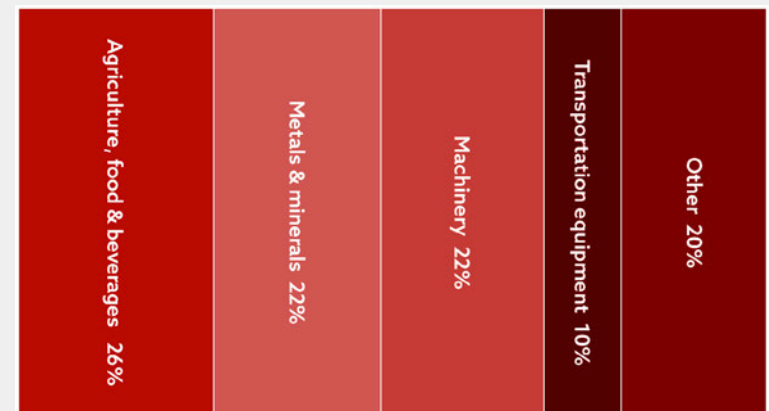 Agriculture, food & beverages 26%
Metals & minerals 22%
Machinery 22%
Transportation equipment 10%
Other 20%